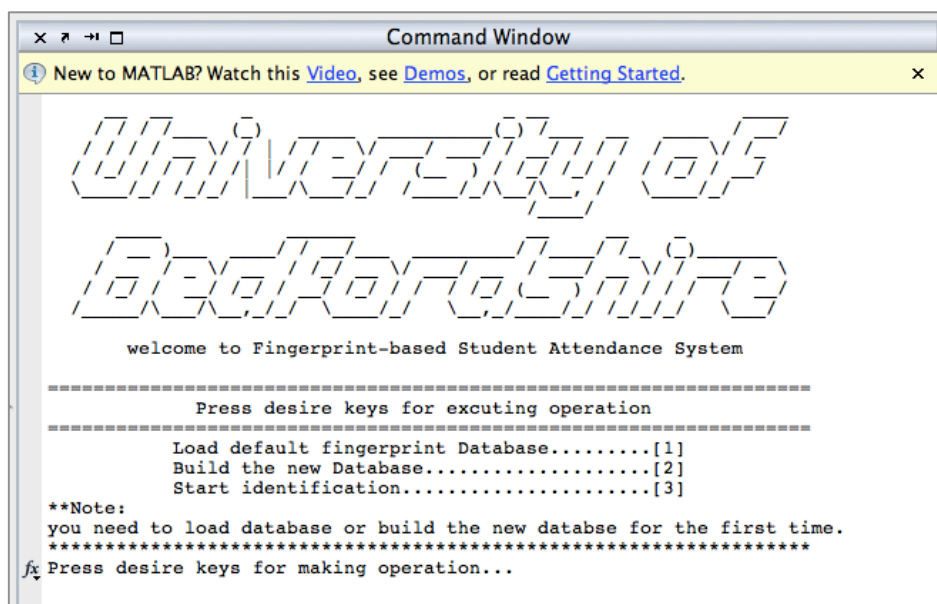 Command Window
New to MATLAB? Watch this Video, see Demos, or read Getting Started.
University of
Bedfordshire
welcome to Fingerprint-based Student Attendance System
====================================================================
Press desire keys for excuting operation
====================================================================
Load default fingerprint Database.........[1]
Build the new Database....................[2]
Start identification......................[3]
**Note:
you need to load database or build the new databse for the first time.
********************************************************************
fx Press desire keys for making operation...